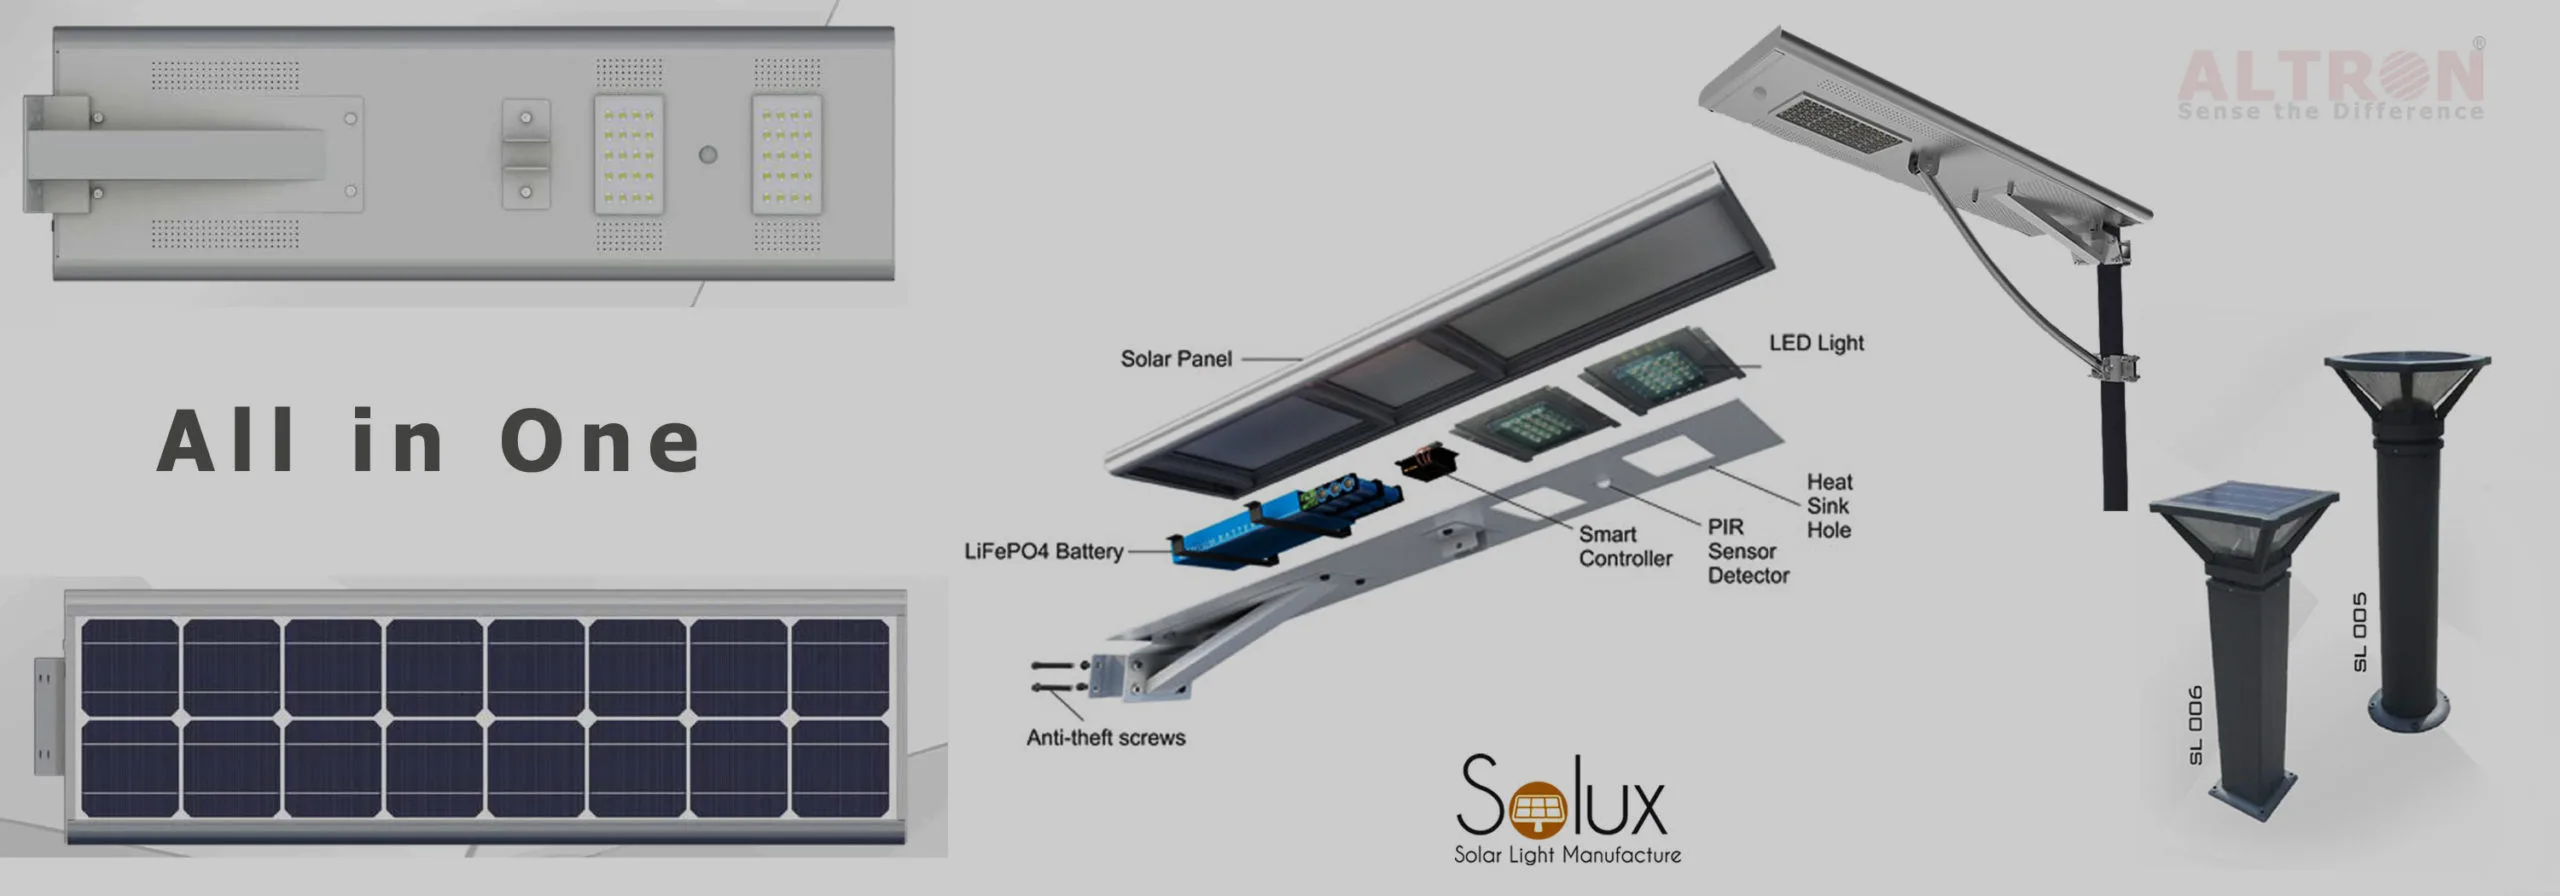 ALTRON®
Sense the Difference
All in One
Solar Panel
LED Light
LiFePO4 Battery
Smart
Controller
PIR
Sensor
Detector
Heat
Sink
Hole
Anti-theft screws
SL 005
SL 006
Solux
Solar Light Manufacture